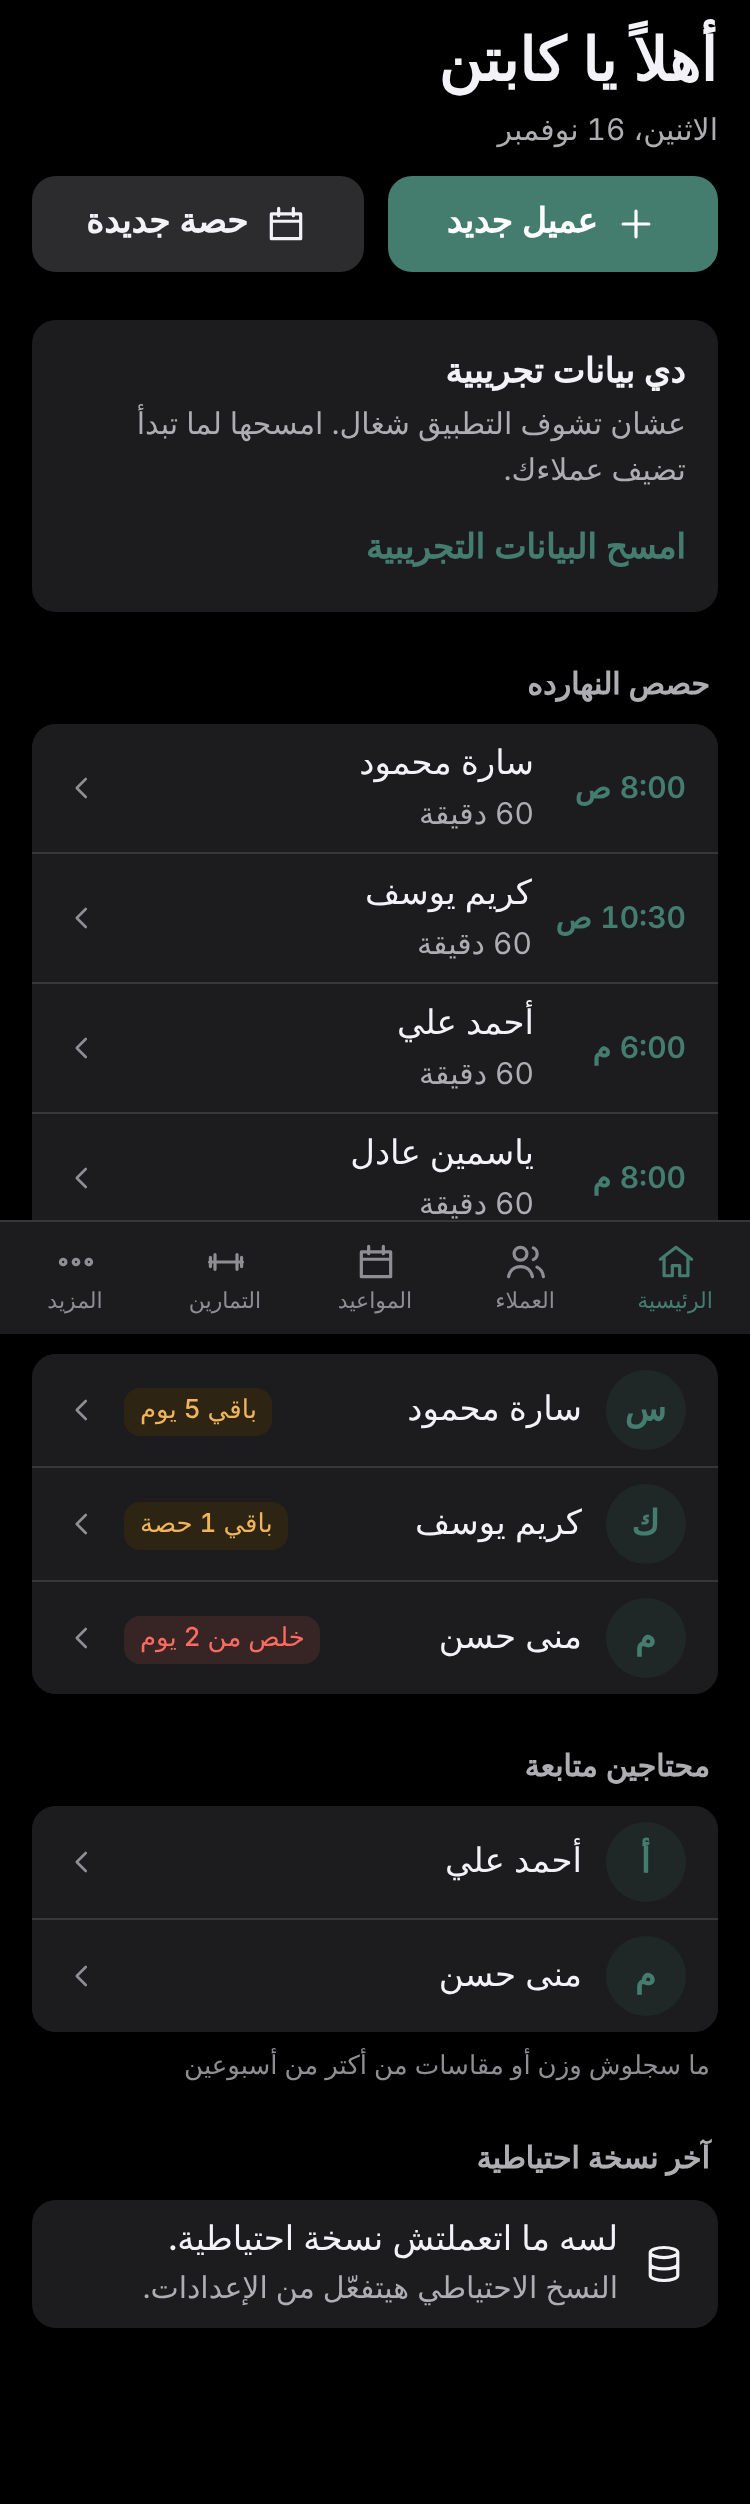 أهلاً يا كابتن
الاثنين، 16 نوفمبر
عميل جديد
حصة جديدة
دي بيانات تجريبية
عشان تشوف التطبيق شغال. امسحها لما تبدأ
تضيف عملاءك.
امسح البيانات التجريبية
حصص النهارده
8:00 ص
سارة محمود
60 دقيقة
10:30 ص
كريم يوسف
60 دقيقة
6:00 م
أحمد علي
60 دقيقة
8:00 م
ياسمين عادل
60 دقيقة
الرئيسية
العملاء
المواعيد
التمارين
المزيد
س
سارة محمود
باقي 5 يوم
ك
كريم يوسف
باقي 1 حصة
م
منى حسن
خلص من 2 يوم
محتاجين متابعة
أ
أحمد علي
م
منى حسن
ما سجلوش وزن أو مقاسات من أكتر من أسبوعين
آخر نسخة احتياطية
لسه ما اتعملتش نسخة احتياطية.
النسخ الاحتياطي هيتفعّل من الإعدادات.